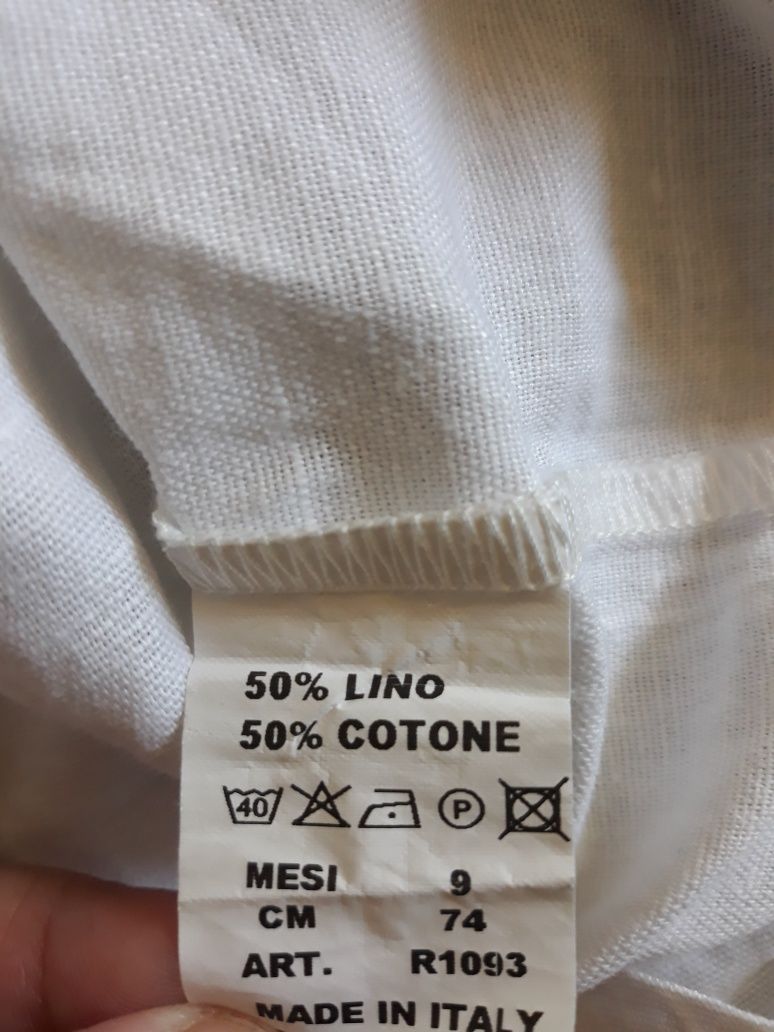 50% LINO
50% COTONE
40 P
MESI 9
CM 74
ART. R1093
MADE IN ITALY